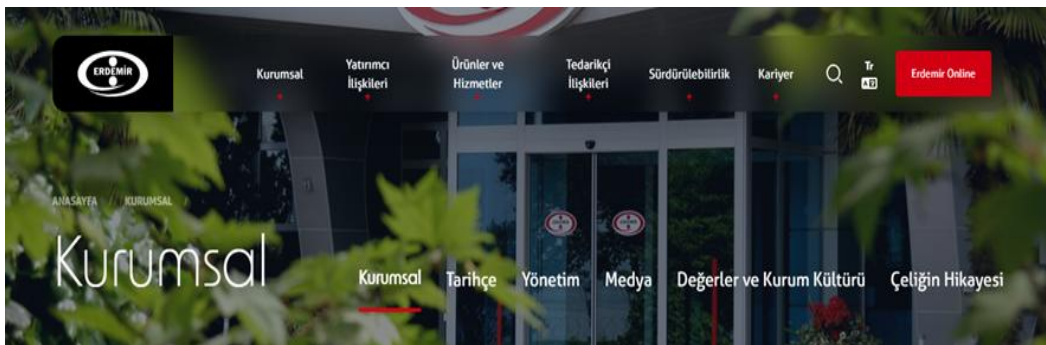 ERDEMİR
Kurumsal
Yatırımcı
İlişkileri
Ürünler ve
Hizmetler
Tedarikçi
İlişkileri
Sürdürülebilirlik
Kariyer
Tr
Erdemir Online
ANASAYFA // KURUMSAL /
Kurumsal
Kurumsal Tarihçe Yönetim Medya Değerler ve Kurum Kültürü Çeliğin Hikayesi